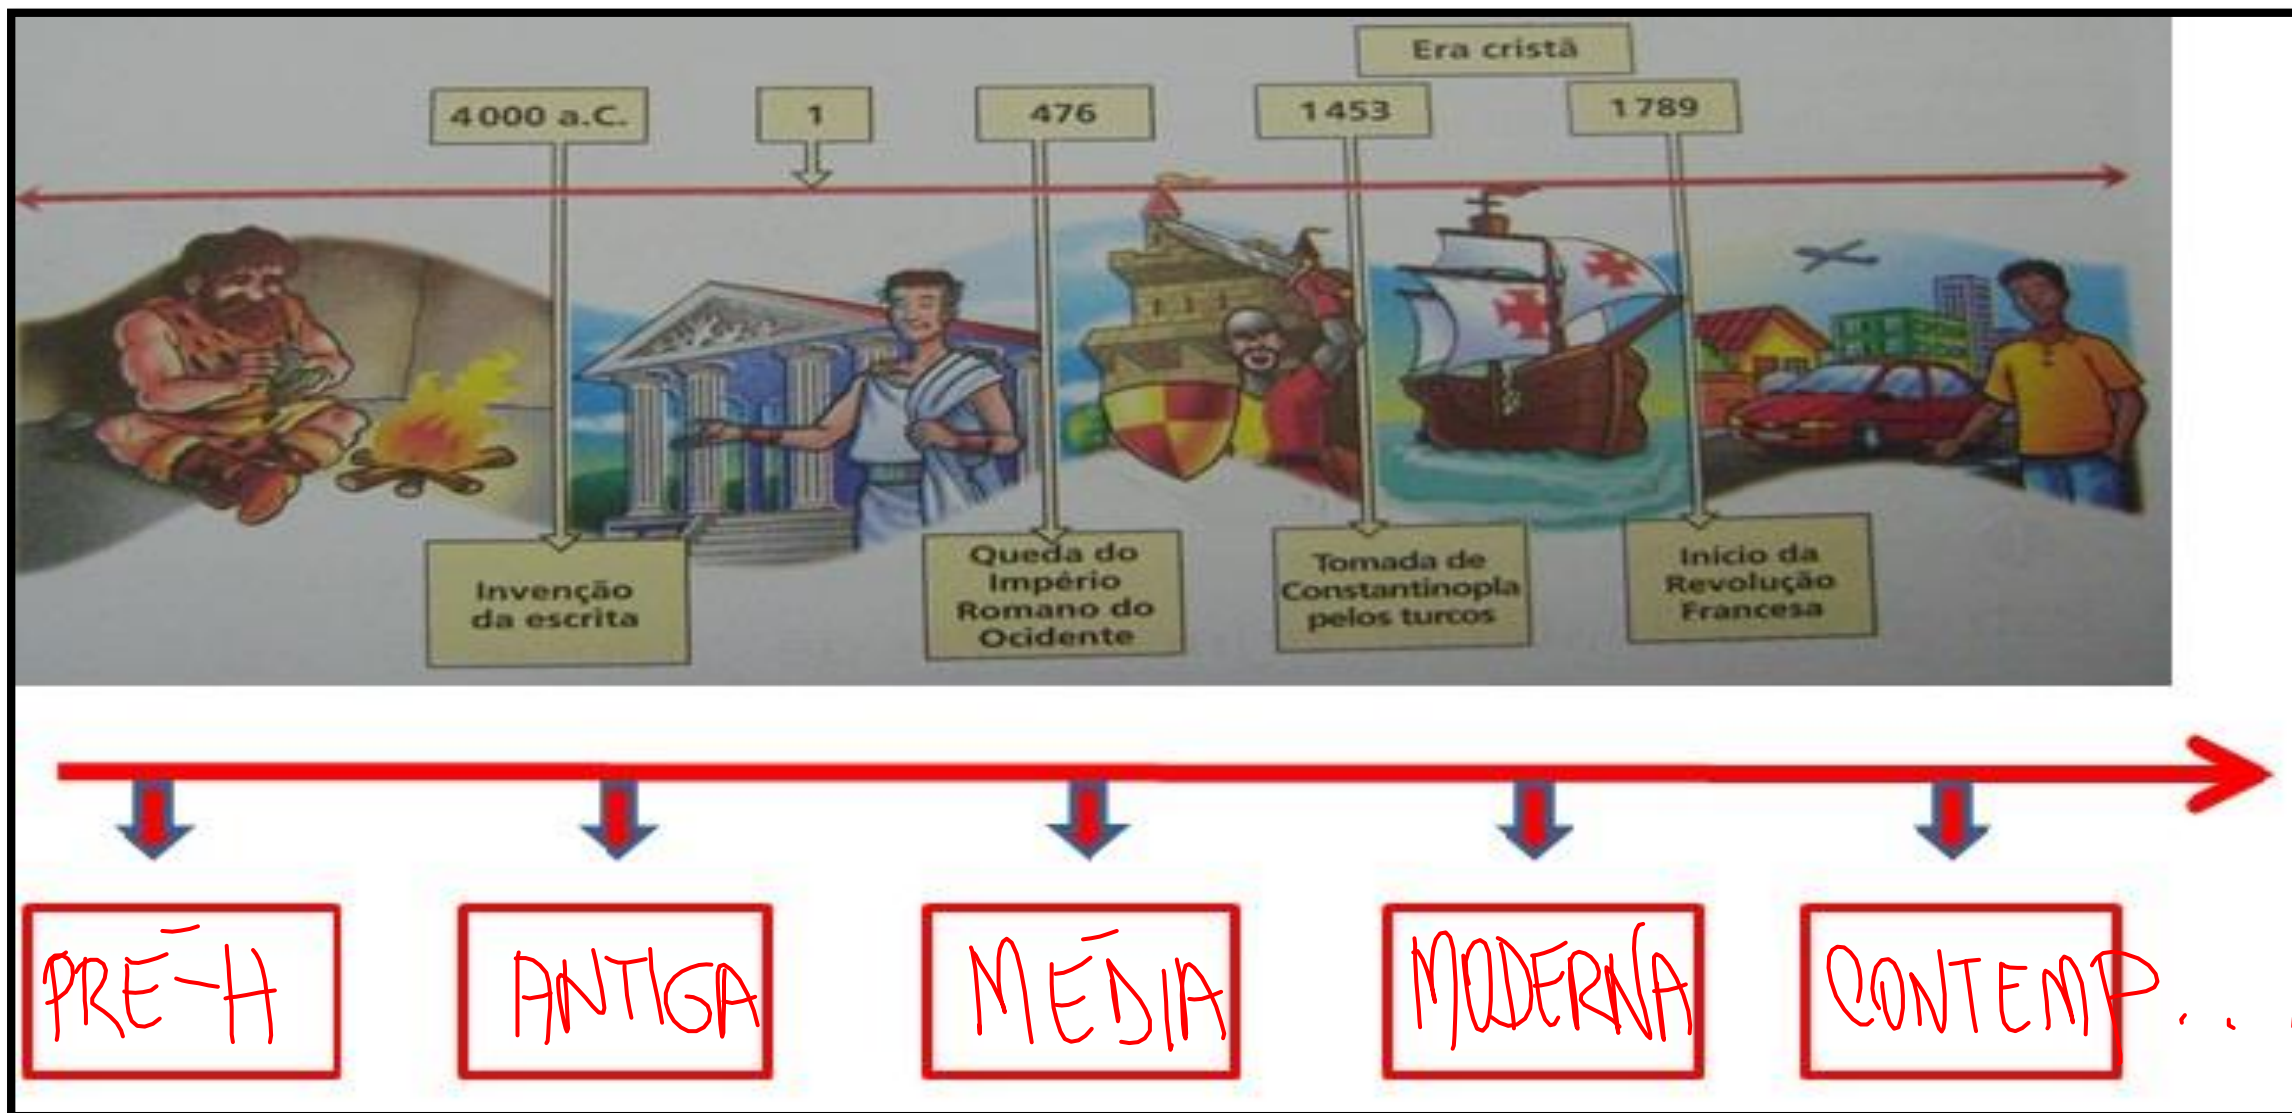 Era cristã
4000 a.C.
1
476
1453
1789
Invenção
da escrita
Queda do
Império
Romano do
Ocidente
Tomada de
Constantinopla
pelos turcos
Início da
Revolução
Francesa
PRÉ-H
ANTIGA
MÉDIA
MODERNA
CONTEMP...